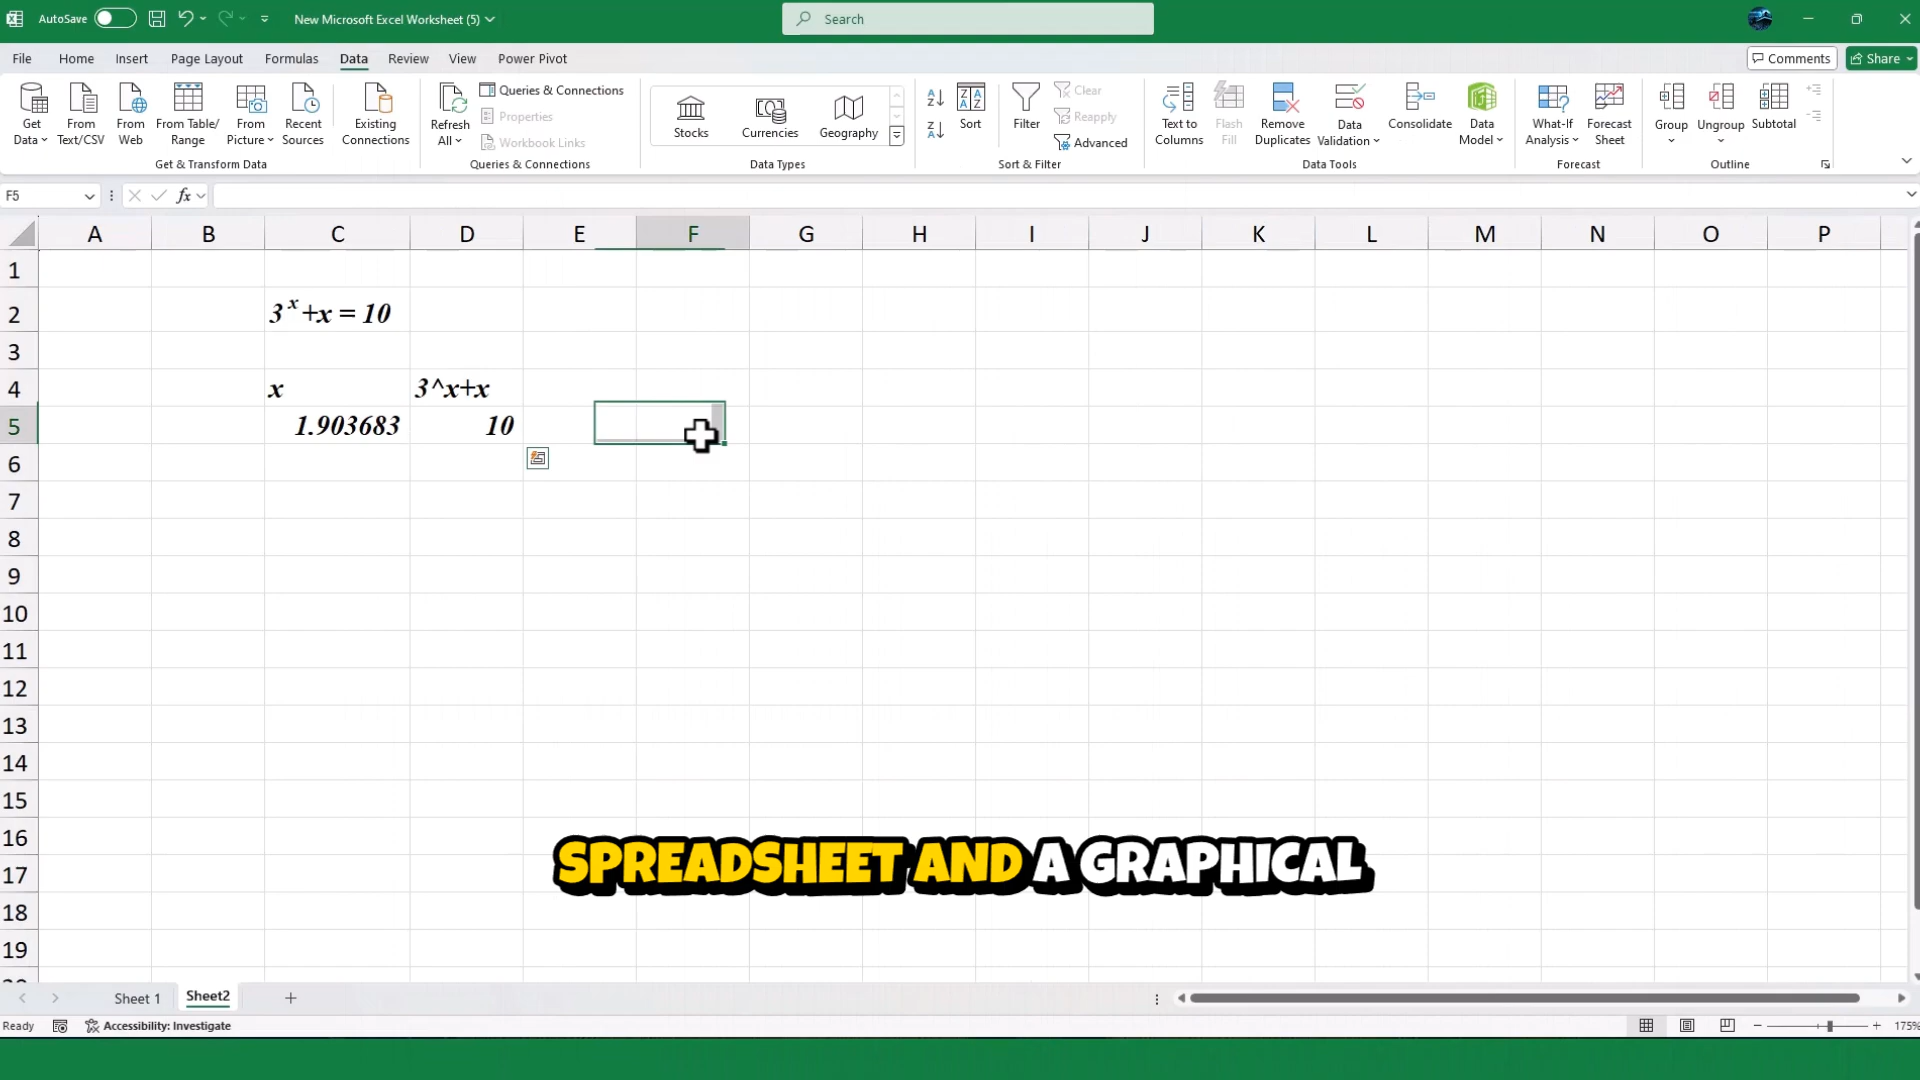 AutoSave New Microsoft Excel Worksheet (5) Search
File Home Insert Page Layout Formulas Data Review View Power Pivot Comments Share
Get Data From Text/CSV From Web From Table/ Range From Picture Recent Sources Existing Connections Refresh All Queries & Connections Properties Workbook Links Stocks Currencies Geography Sort Filter Clear Reapply Advanced Text to Columns Flash Fill Remove Duplicates Data Validation Consolidate Data Model What-If Analysis Forecast Sheet Group Ungroup Subtotal
Get & Transform Data Queries & Connections Data Types Sort & Filter Data Tools Forecast Outline
F5 fx
A B C D E F G H I J K L M N O P
1
2 3^x+x = 10
3
4 x 3^x+x
5 1.903683 10
6
7
8
9
10
11
12
13
14
15
16
17
18
19
SPREADSHEET AND A GRAPHICAL
Sheet 1 Sheet2
Ready Accessibility: Investigate 175%